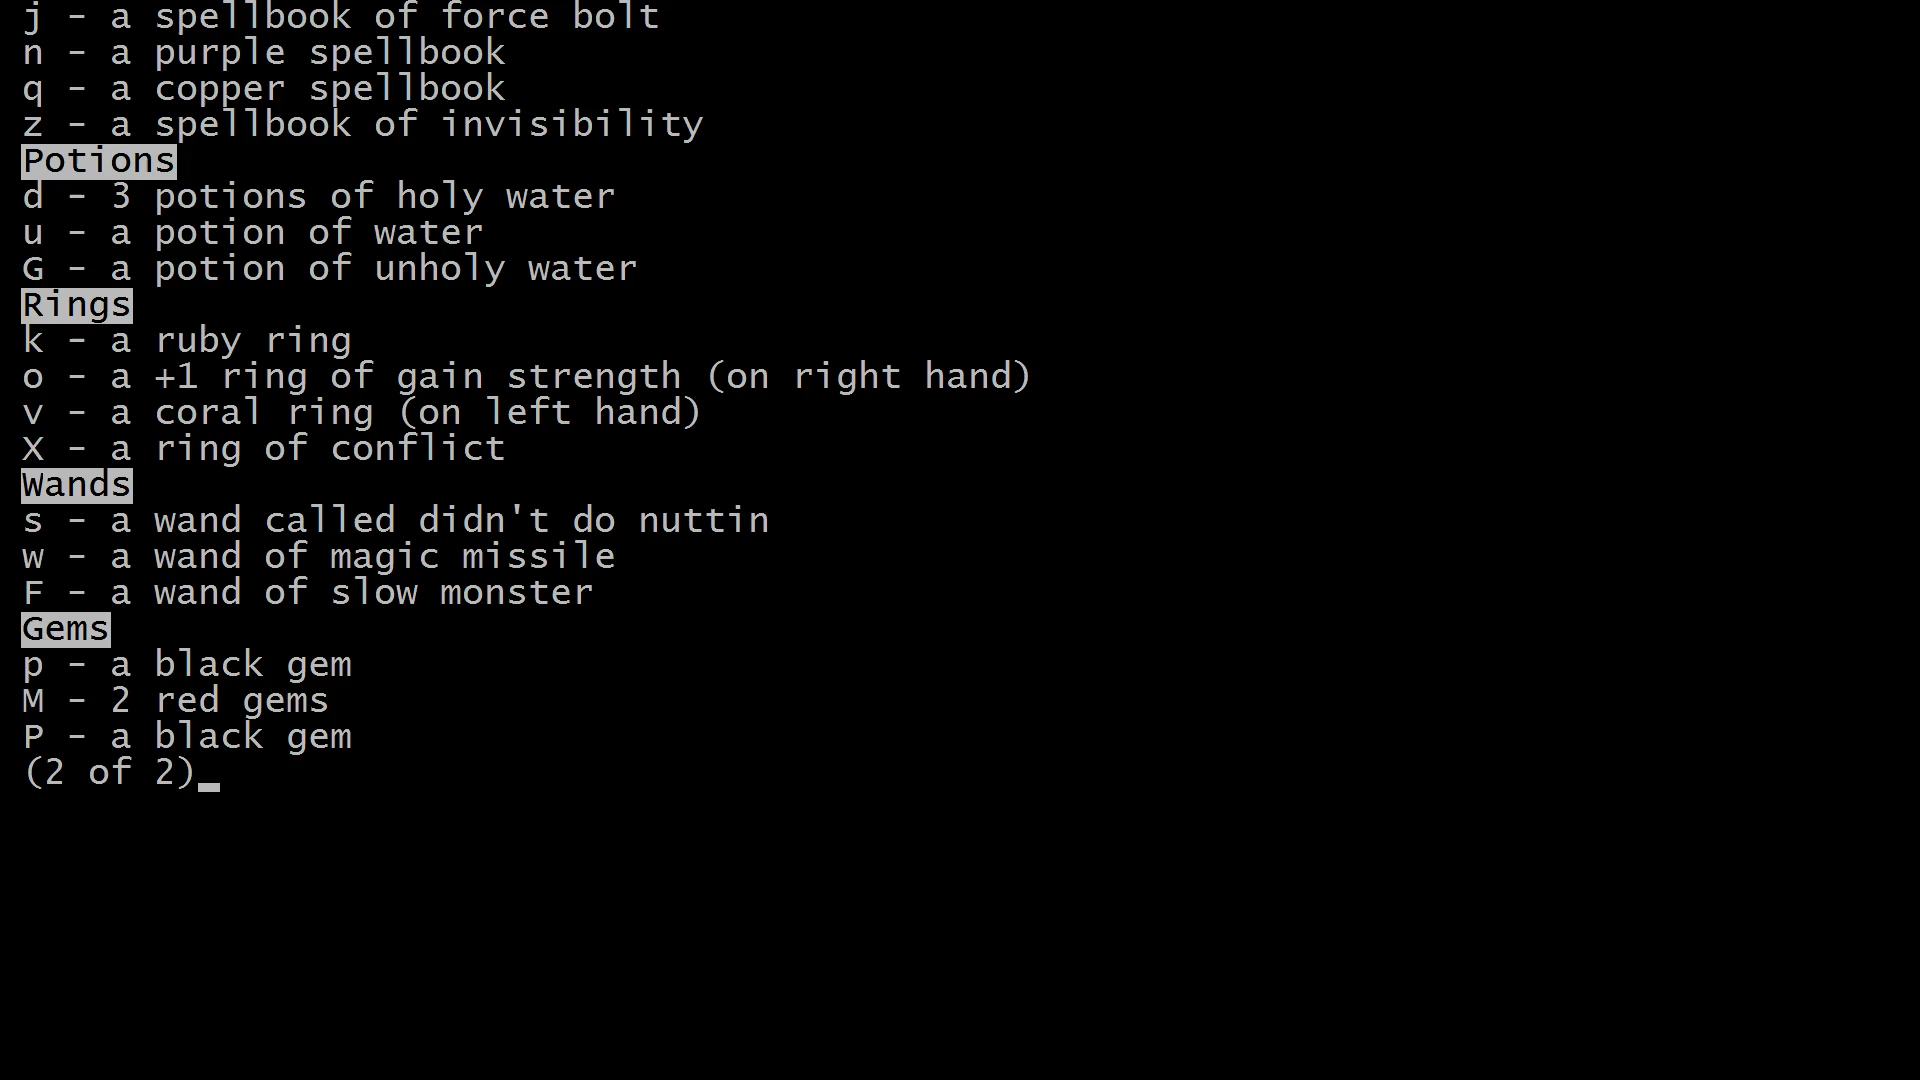 j - a spellbook of force bolt
n - a purple spellbook
q - a copper spellbook
z - a spellbook of invisibility
Potions
d - 3 potions of holy water
u - a potion of water
G - a potion of unholy water
Rings
k - a ruby ring
o - a +1 ring of gain strength (on right hand)
v - a coral ring (on left hand)
X - a ring of conflict
Wands
s - a wand called didn't do nuttin
w - a wand of magic missile
F - a wand of slow monster
Gems
p - a black gem
M - 2 red gems
P - a black gem
(2 of 2)